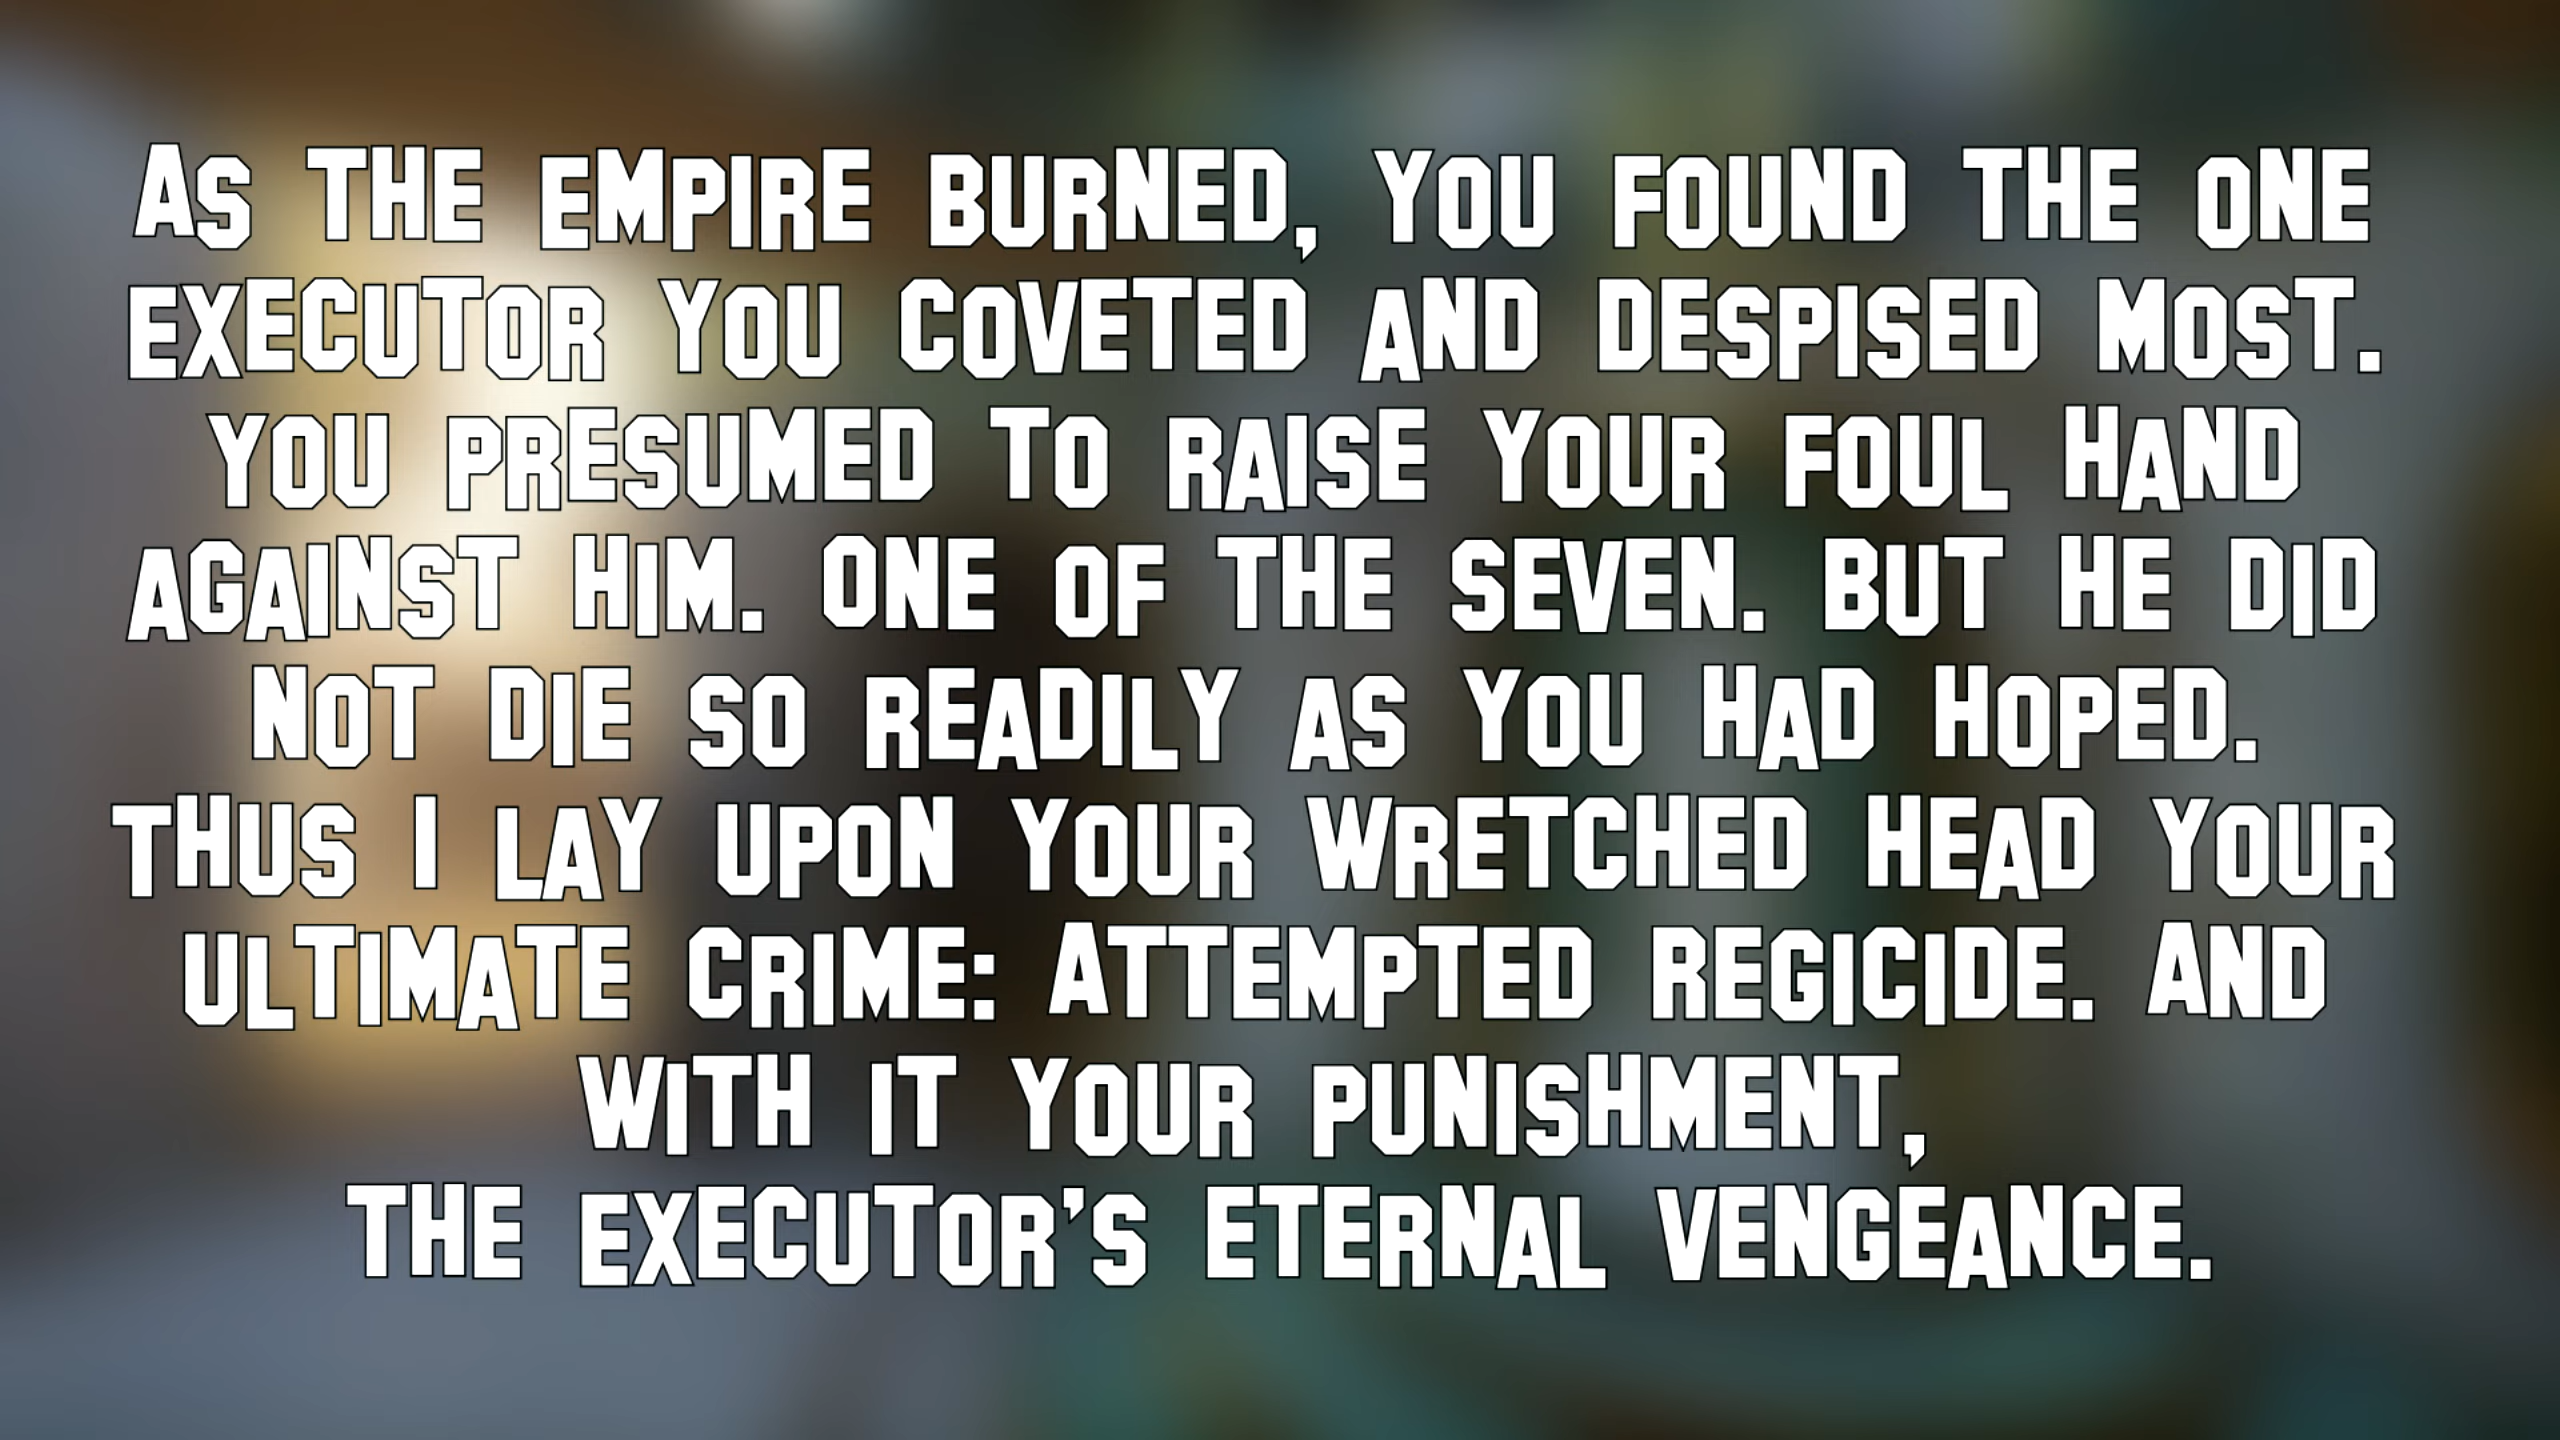 AS THE EMPIRE BURNED, YOU FOUND THE ONE
EXECUTOR YOU COVETED AND DESPISED MOST.
YOU PRESUMED TO RAISE YOUR FOUL HAND
AGAINST HIM. ONE OF THE SEVEN. BUT HE DID
NOT DIE SO READILY AS YOU HAD HOPED.
THUS I LAY UPON YOUR WRETCHED HEAD YOUR
ULTIMATE CRIME: ATTEMPTED REGICIDE. AND
WITH IT YOUR PUNISHMENT,
THE EXECUTOR'S ETERNAL VENGEANCE.